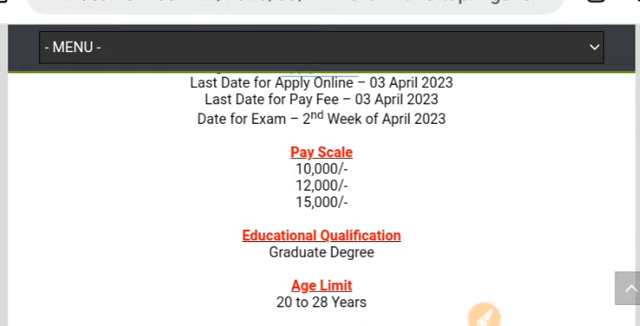 - MENU -
Last Date for Apply Online – 03 April 2023
Last Date for Pay Fee – 03 April 2023
Date for Exam – 2nd Week of April 2023
Pay Scale
10,000/-
12,000/-
15,000/-
Educational Qualification
Graduate Degree
Age Limit
20 to 28 Years